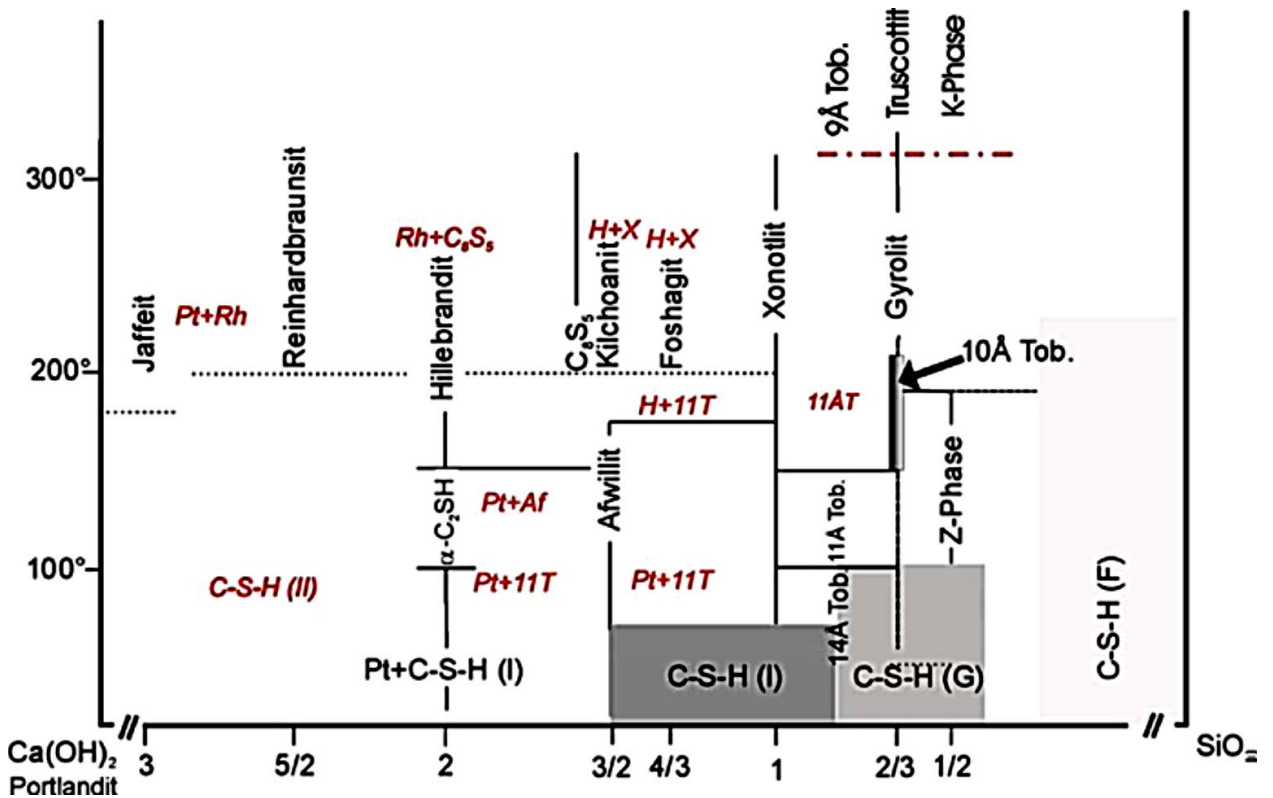 9Å Tob.
Truscottit
K-Phase
300°
Reinhardbraunsit
Rh+C₈S₅
H+X
H+X
Jaffeit
Pt+Rh
Hillebrandit
C₈S₅
Kilchoanit
Foshagit
Xonotlit
Gyrolit
10Å Tob.
200°
H+11T
11ÅT
α-C₂SH
Pt+Af
Afwillit
11Å Tob.
Z-Phase
100°
C-S-H (II)
Pt+11T
Pt+11T
14Å Tob.
C-S-H (F)
Pt+C-S-H (I)
C-S-H (I)
C-S-H (G)
Ca(OH)₂
Portlandit
3
5/2
2
3/2
4/3
1
2/3
1/2
SiO₂